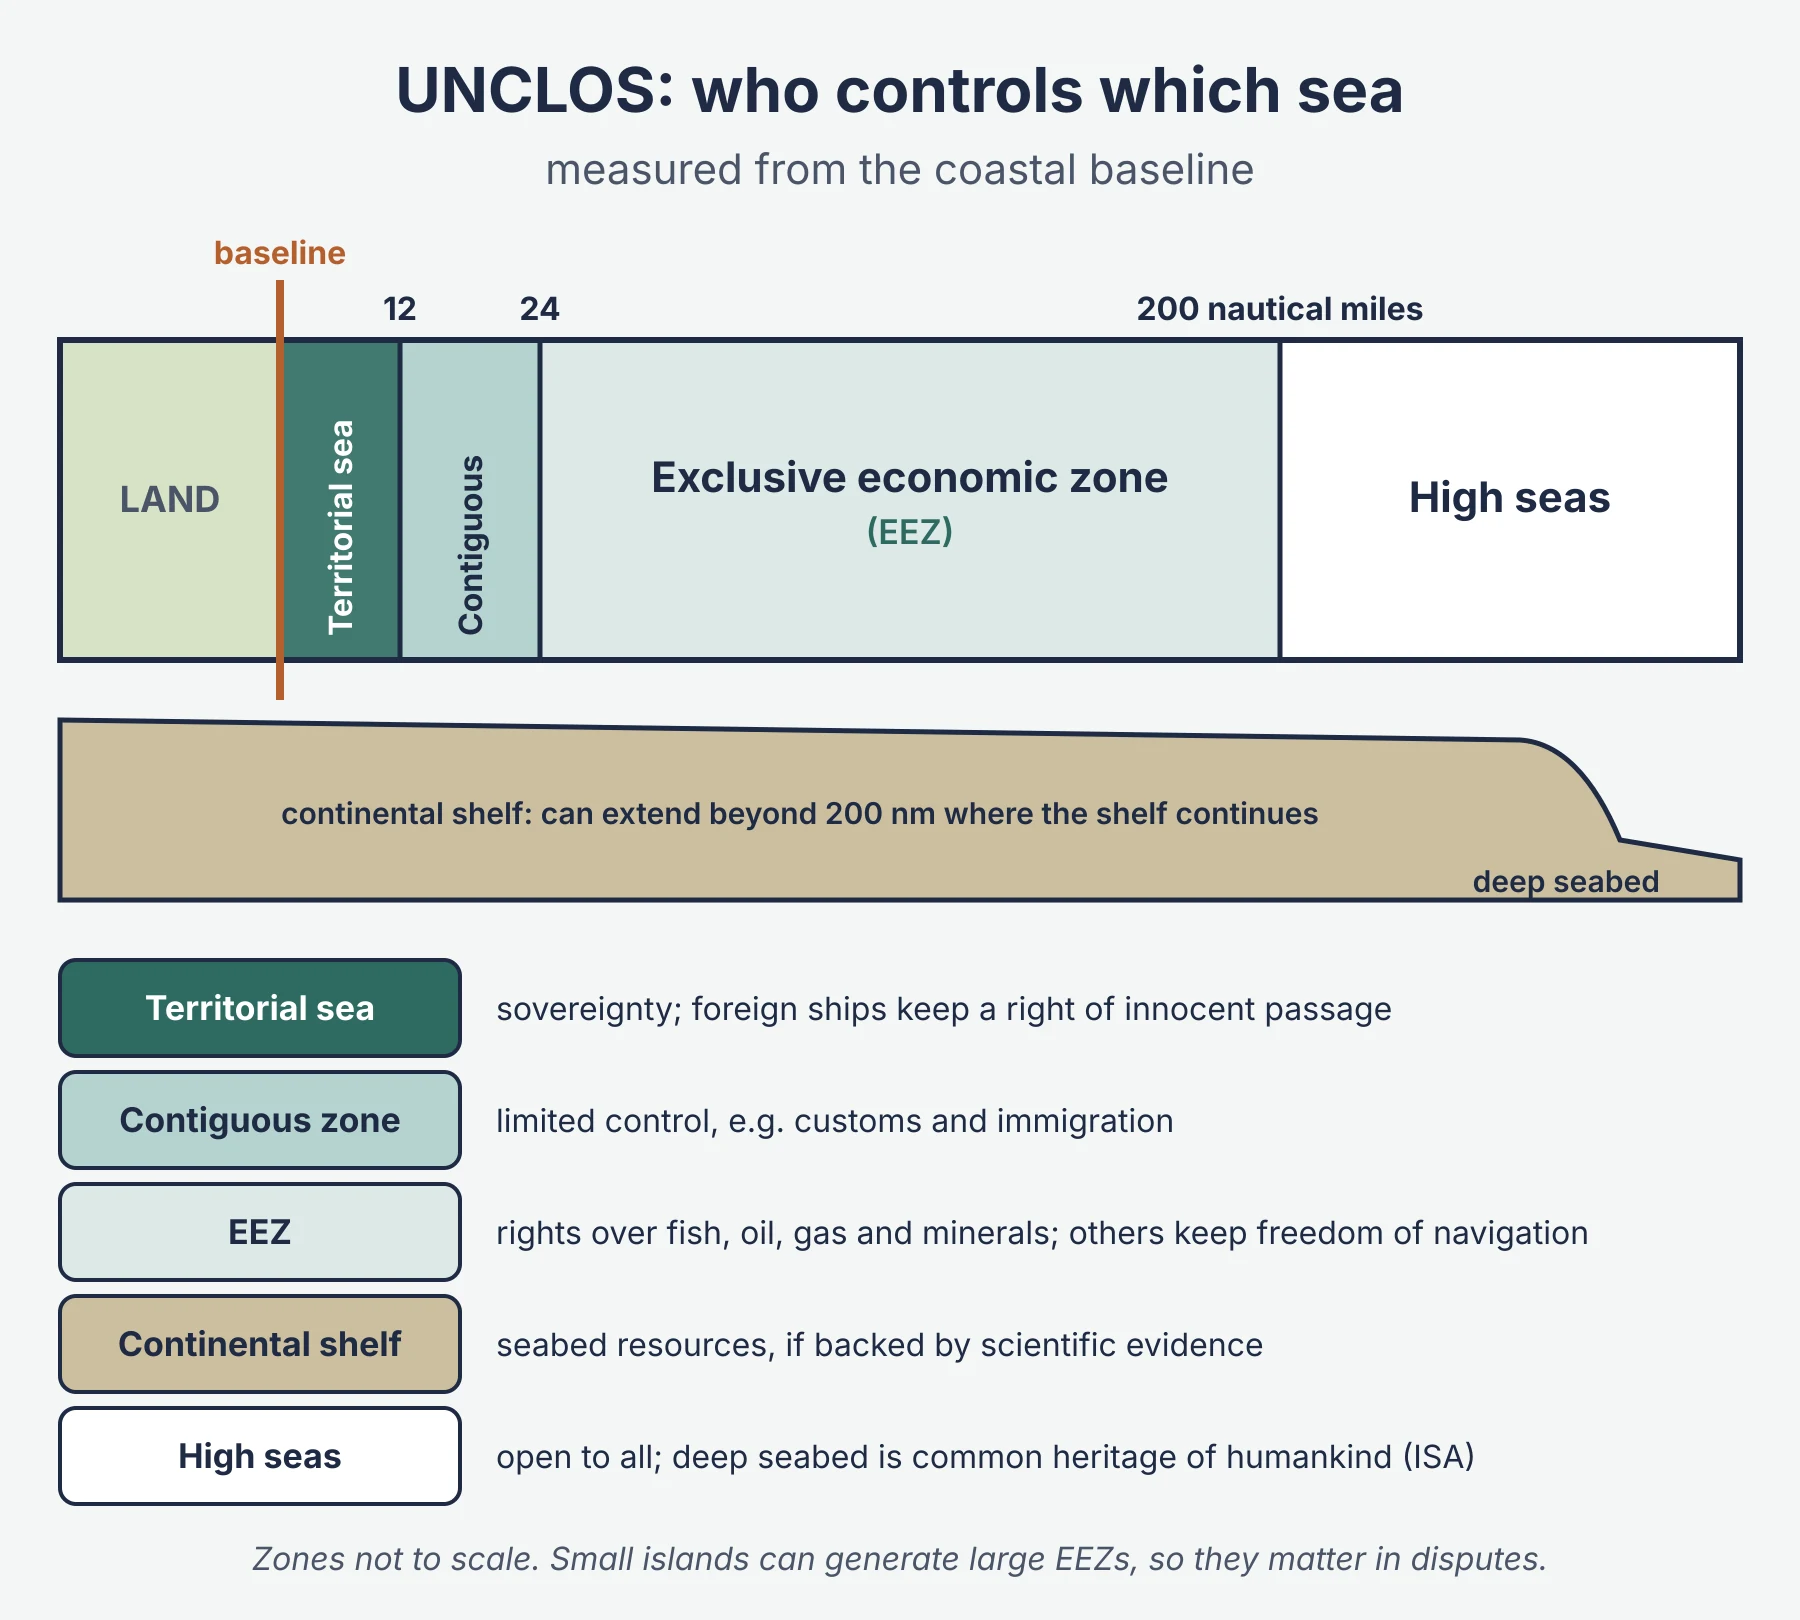 UNCLOS: who controls which sea
measured from the coastal baseline
baseline
12
24
200 nautical miles
LAND
Territorial sea
Contiguous
Exclusive economic zone
(EEZ)
High seas
continental shelf: can extend beyond 200 nm where the shelf continues
deep seabed
Territorial sea
sovereignty; foreign ships keep a right of innocent passage
Contiguous zone
limited control, e.g. customs and immigration
EEZ
rights over fish, oil, gas and minerals; others keep freedom of navigation
Continental shelf
seabed resources, if backed by scientific evidence
High seas
open to all; deep seabed is common heritage of humankind (ISA)
Zones not to scale. Small islands can generate large EEZs, so they matter in disputes.